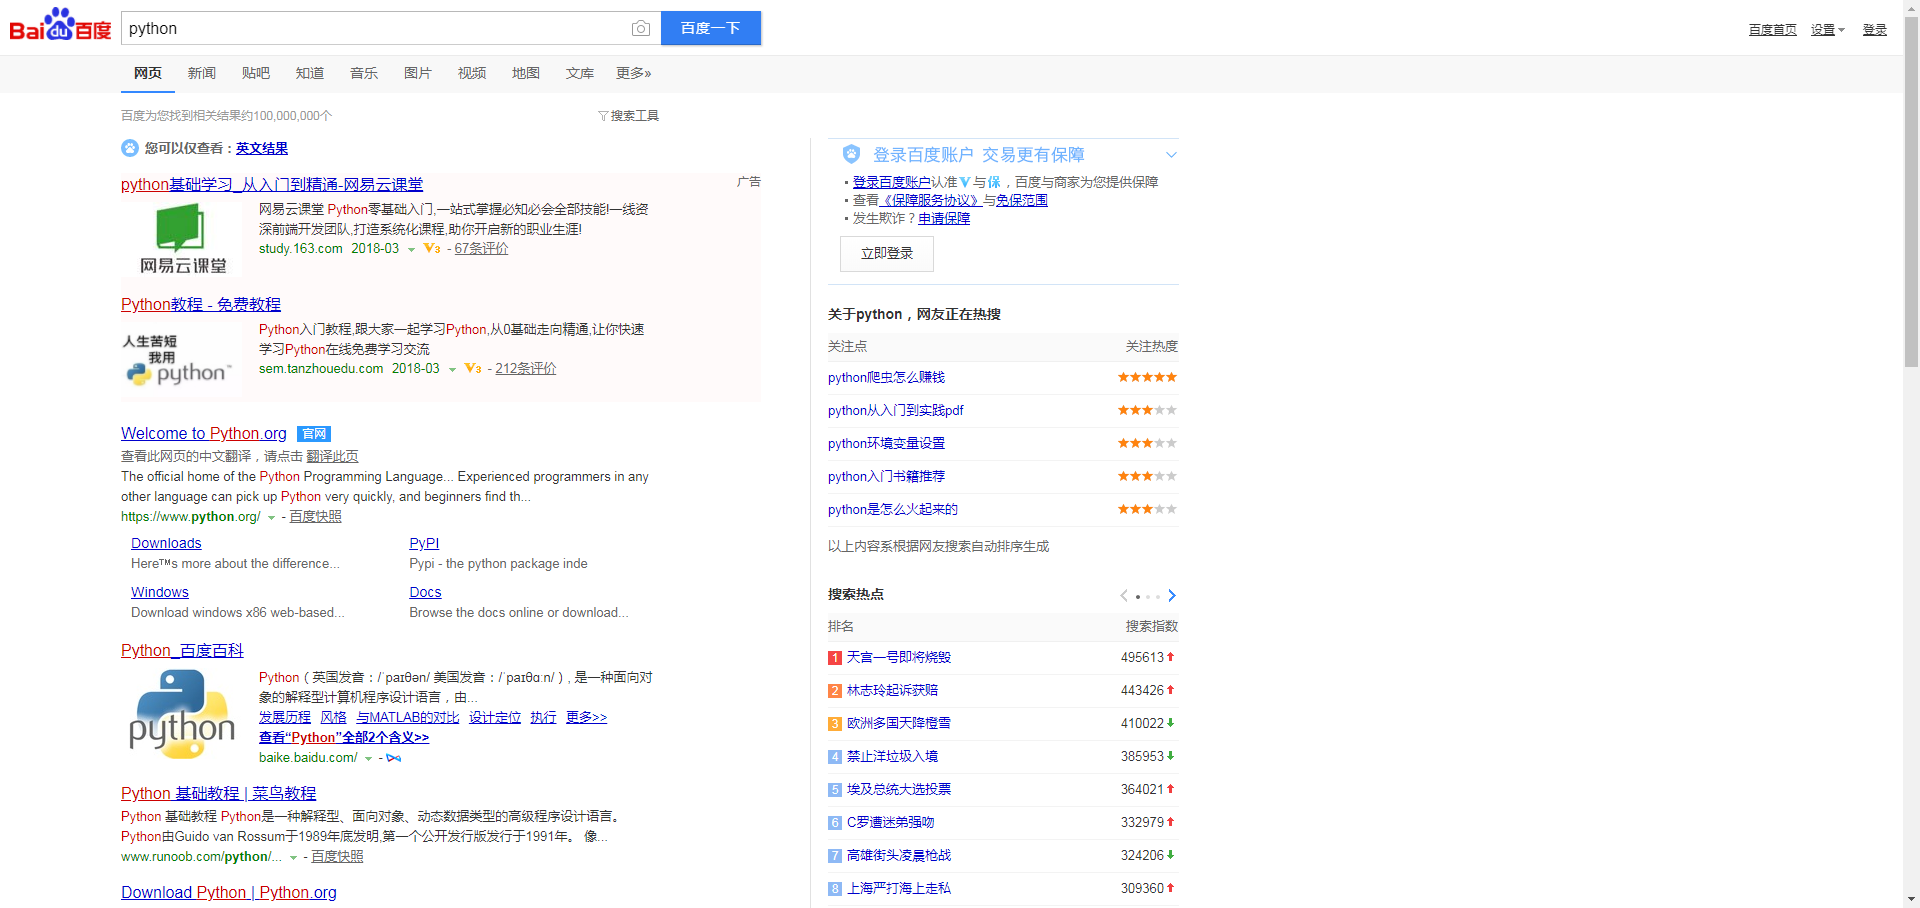 Baidu百度
python
百度一下
百度首页 设置 登录
网页 新闻 贴吧 知道 音乐 图片 视频 地图 文库 更多»
百度为您找到相关结果约100,000,000个
搜索工具
您可以仅查看：英文结果
python基础学习_从入门到精通-网易云课堂
广告
网易云课堂
网易云课堂 Python零基础入门,一站式掌握必知必会全部技能!一线资
深前端开发团队,打造系统化课程,助你开启新的职业生涯!
study.163.com 2018-03 V3 - 67条评价
Python教程 - 免费教程
人生苦短
我用
python™
Python入门教程,跟大家一起学习Python,从0基础走向精通,让你快速
学习Python在线免费学习交流
sem.tanzhouedu.com 2018-03 V3 - 212条评价
Welcome to Python.org 官网
查看此网页的中文翻译，请点击 翻译此页
The official home of the Python Programming Language... Experienced programmers in any
other language can pick up Python very quickly, and beginners find th...
https://www.python.org/ - 百度快照
Downloads
Here™s more about the difference...
PyPI
Pypi - the python package inde
Windows
Download windows x86 web-based...
Docs
Browse the docs online or download...
Python_百度百科
python
Python（英国发音：/ˈpaɪθən/ 美国发音：/ˈpaɪθɑːn/）, 是一种面向对
象的解释型计算机程序设计语言，由...
发展历程 风格 与MATLAB的对比 设计定位 执行 更多>>
查看“Python”全部2个含义>>
baike.baidu.com/ -
Python 基础教程 | 菜鸟教程
Python 基础教程 Python是一种解释型、面向对象、动态数据类型的高级程序设计语言。
Python由Guido van Rossum于1989年底发明,第一个公开发行版发行于1991年。 像...
www.runoob.com/python/... - 百度快照
Download Python | Python.org
登录百度账户 交易更有保障
▪ 登录百度账户认准V与保，百度与商家为您提供保障
▪ 查看《保障服务协议》与免保范围
▪ 发生欺诈？申请保障
立即登录
关于python，网友正在热搜
关注点 关注热度
python爬虫怎么赚钱 ★★★★★
python从入门到实践pdf ★★★★★
python环境变量设置 ★★★★★
python入门书籍推荐 ★★★★★
python是怎么火起来的 ★★★★★
以上内容系根据网友搜索自动排序生成
搜索热点
排名 搜索指数
1 天宫一号即将烧毁 495613
2 林志玲起诉获赔 443426
3 欧洲多国天降橙雪 410022
4 禁止洋垃圾入境 385953
5 埃及总统大选投票 364021
6 C罗遭迷弟强吻 332979
7 高雄街头凌晨枪战 324206
8 上海严打海上走私 309360